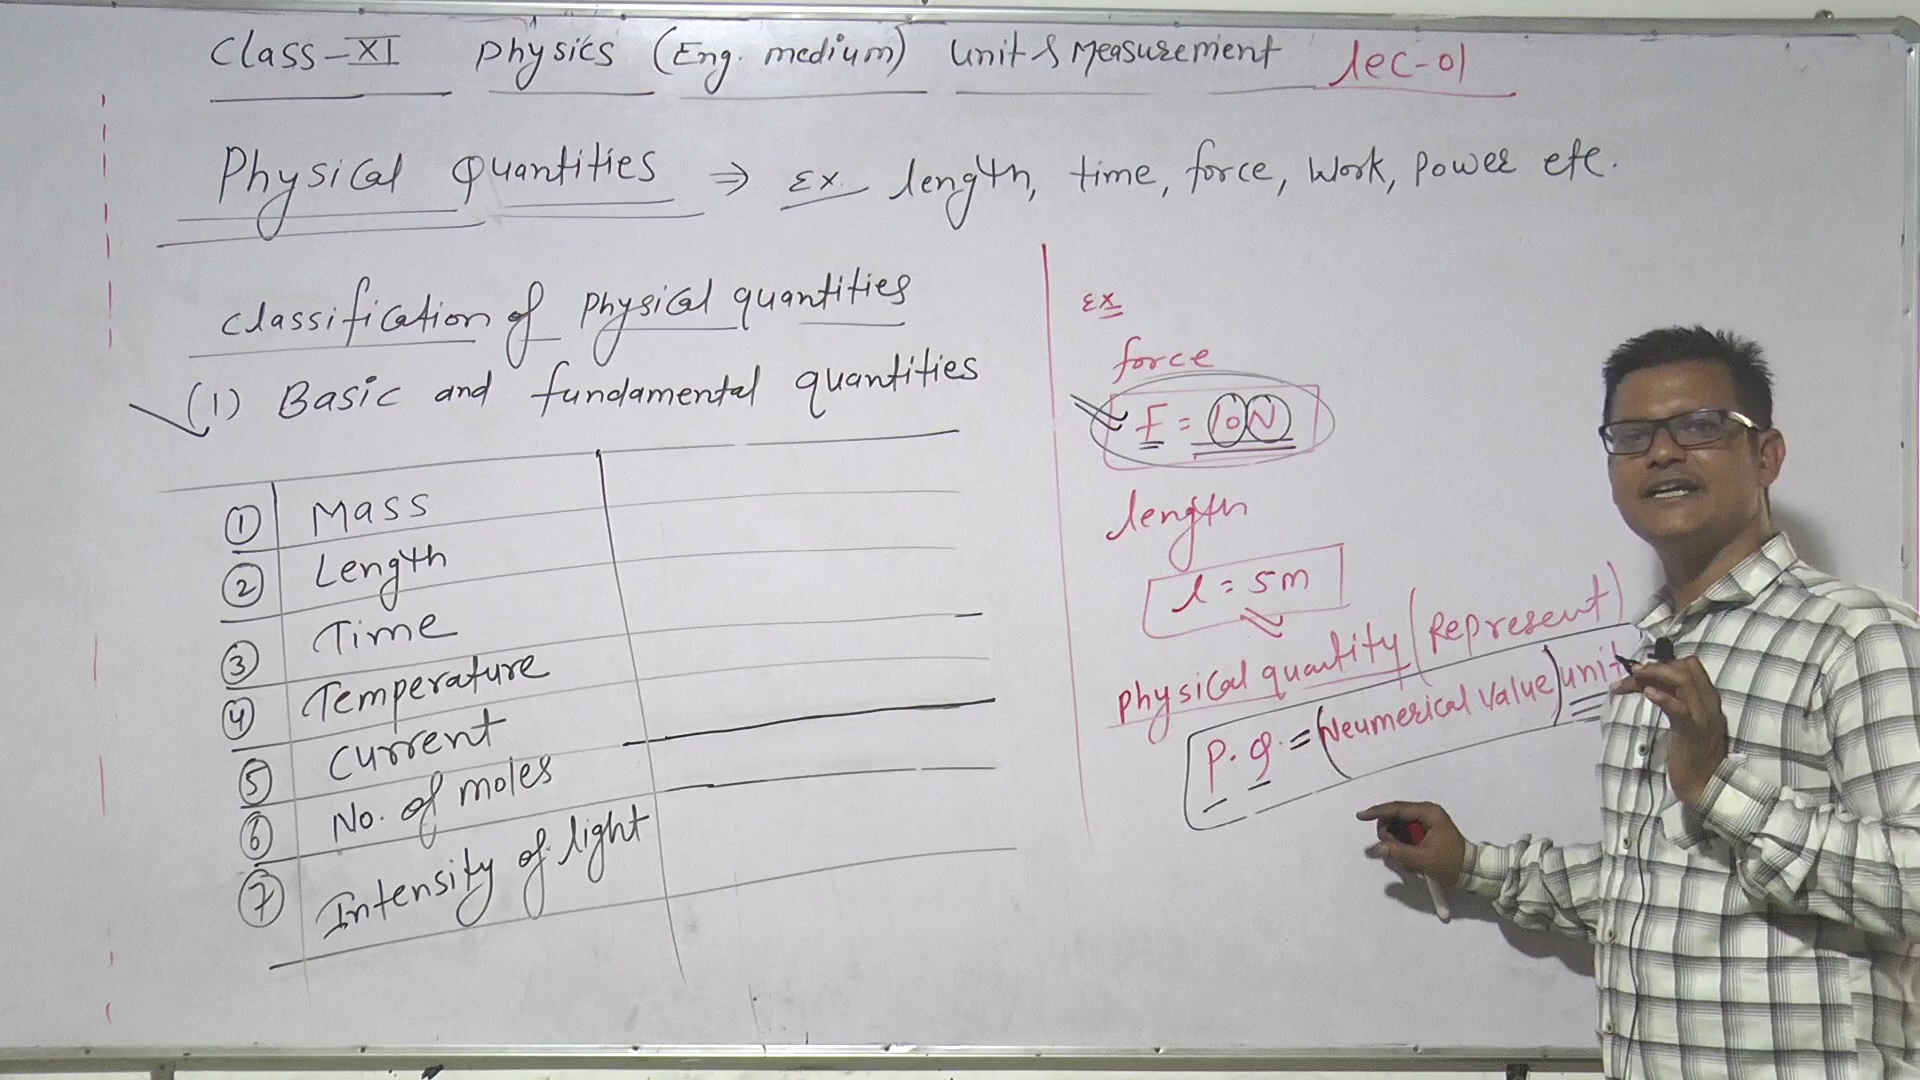 Class-XI Physics (Eng. medium) Unit & Measurement Lec-01
Physical Quantities ⇒ Ex. length, time, force, work, power etc.
Classification of physical quantities
(1) Basic and fundamental quantities
① Mass
② Length
③ Time
④ Temperature
⑤ Current
⑥ No. of moles
⑦ Intensity of light
Ex
force
F = 10N
length
l = 5m
physical quantity (Represent)
P. Q. = (Neumerical Value) unit